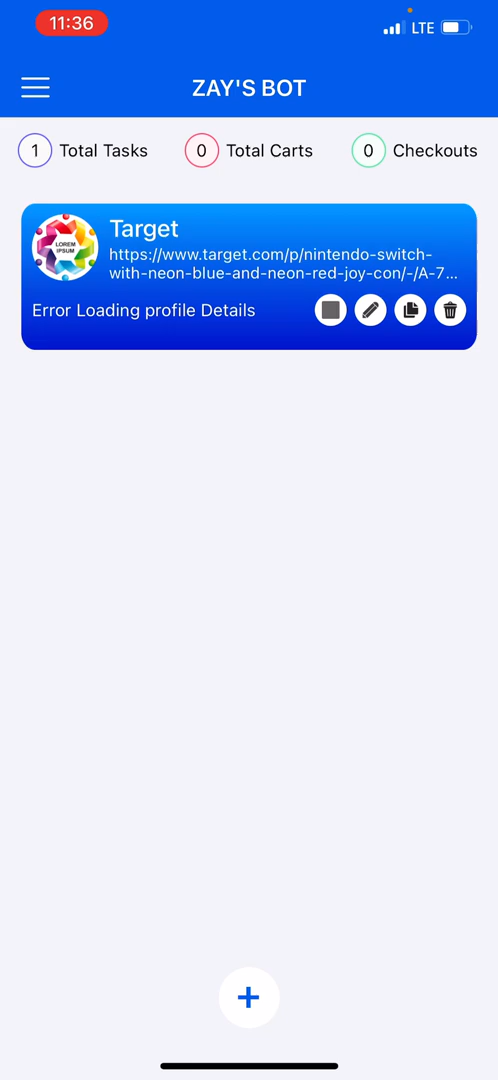 11:36
LTE
ZAY'S BOT
1 Total Tasks
0 Total Carts
0 Checkouts
LOREM
IPSUM
Target
https://www.target.com/p/nintendo-switch-
with-neon-blue-and-neon-red-joy-con/-/A-7...
Error Loading profile Details
+